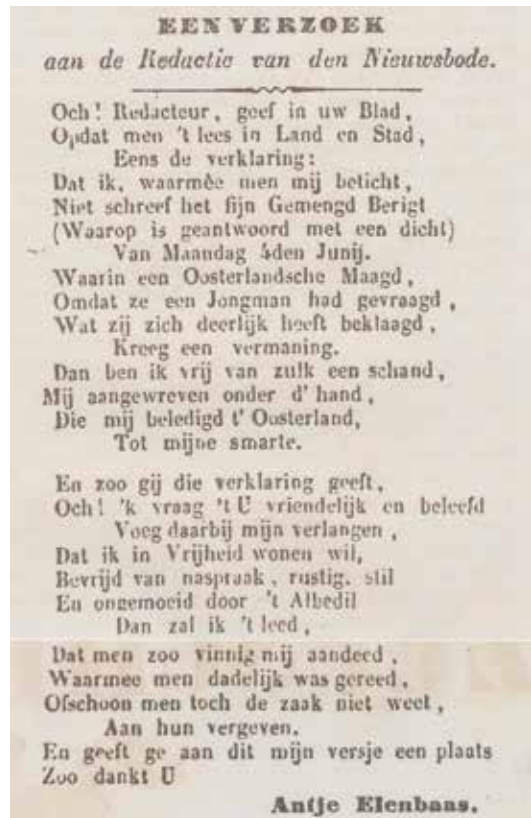 EEN VERZOEK
aan de Redactie van den Nieuwsbode.
Och! Redacteur, geef in uw Blad,
Opdat men 't lees in Land en Stad,
Eens de verklaring:
Dat ik, waarmêe men mij beticht,
Niet schreef het fijn Gemengd Berigt
(Waarop is geantwoord met een dicht)
Van Maandag 4den Junij.
Waarin een Oosterlandsche Maagd,
Omdat ze een Jongman had gevraagd,
Wat zij zich deerlijk heeft beklaagd,
Kreeg een vermaning.
Dan ben ik vrij van zulk een schand,
Mij aangewreven onder d' hand,
Die mij beledigd t' Oosterland,
Tot mijne smarte.
En zoo gij die verklaring geeft,
Och! 'k vraag 't U vriendelijk en beleefd
Voeg daarbij mijn verlangen,
Dat ik in Vrijheid wonen wil,
Bevrijd van naspraak, rustig, stil
En ongemoeid door 't Albedil
Dan zal ik 't leed,
Dat men zoo vinnig mij aandeed,
Waarmee men dadelijk was gereed,
Ofschoon men toch de zaak niet weet,
Aan hun vergeven.
En geeft ge aan dit mijn versje een plaats
Zoo dankt U
Antje Elenbaas.